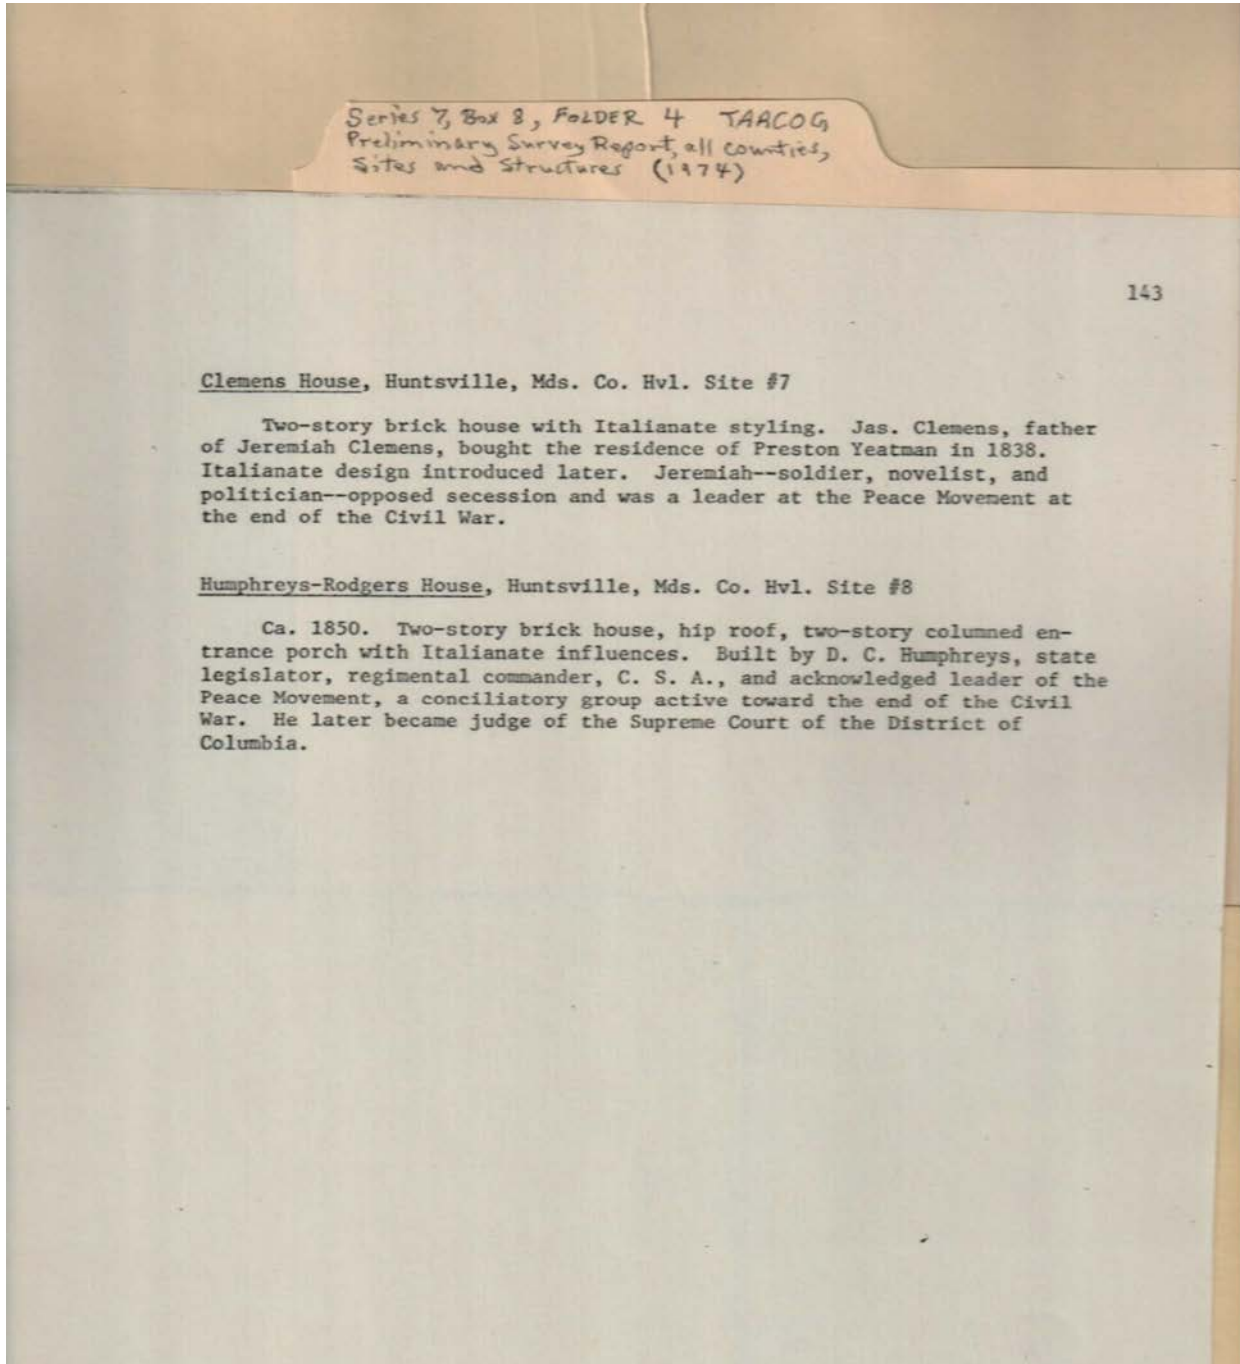 Series 7, Box 8, FOLDER 4 TAACOG
Preliminary Survey Report, all counties,
Sites and Structures (1974)
143
Clemens House, Huntsville, Mds. Co. Hvl. Site #7
Two-story brick house with Italianate styling. Jas. Clemens, father
of Jeremiah Clemens, bought the residence of Preston Yeatman in 1838.
Italianate design introduced later. Jeremiah--soldier, novelist, and
politician--opposed secession and was a leader at the Peace Movement at
the end of the Civil War.
Humphreys-Rodgers House, Huntsville, Mds. Co. Hvl. Site #8
Ca. 1850. Two-story brick house, hip roof, two-story columned en-
trance porch with Italianate influences. Built by D. C. Humphreys, state
legislator, regimental commander, C. S. A., and acknowledged leader of the
Peace Movement, a conciliatory group active toward the end of the Civil
War. He later became judge of the Supreme Court of the District of
Columbia.